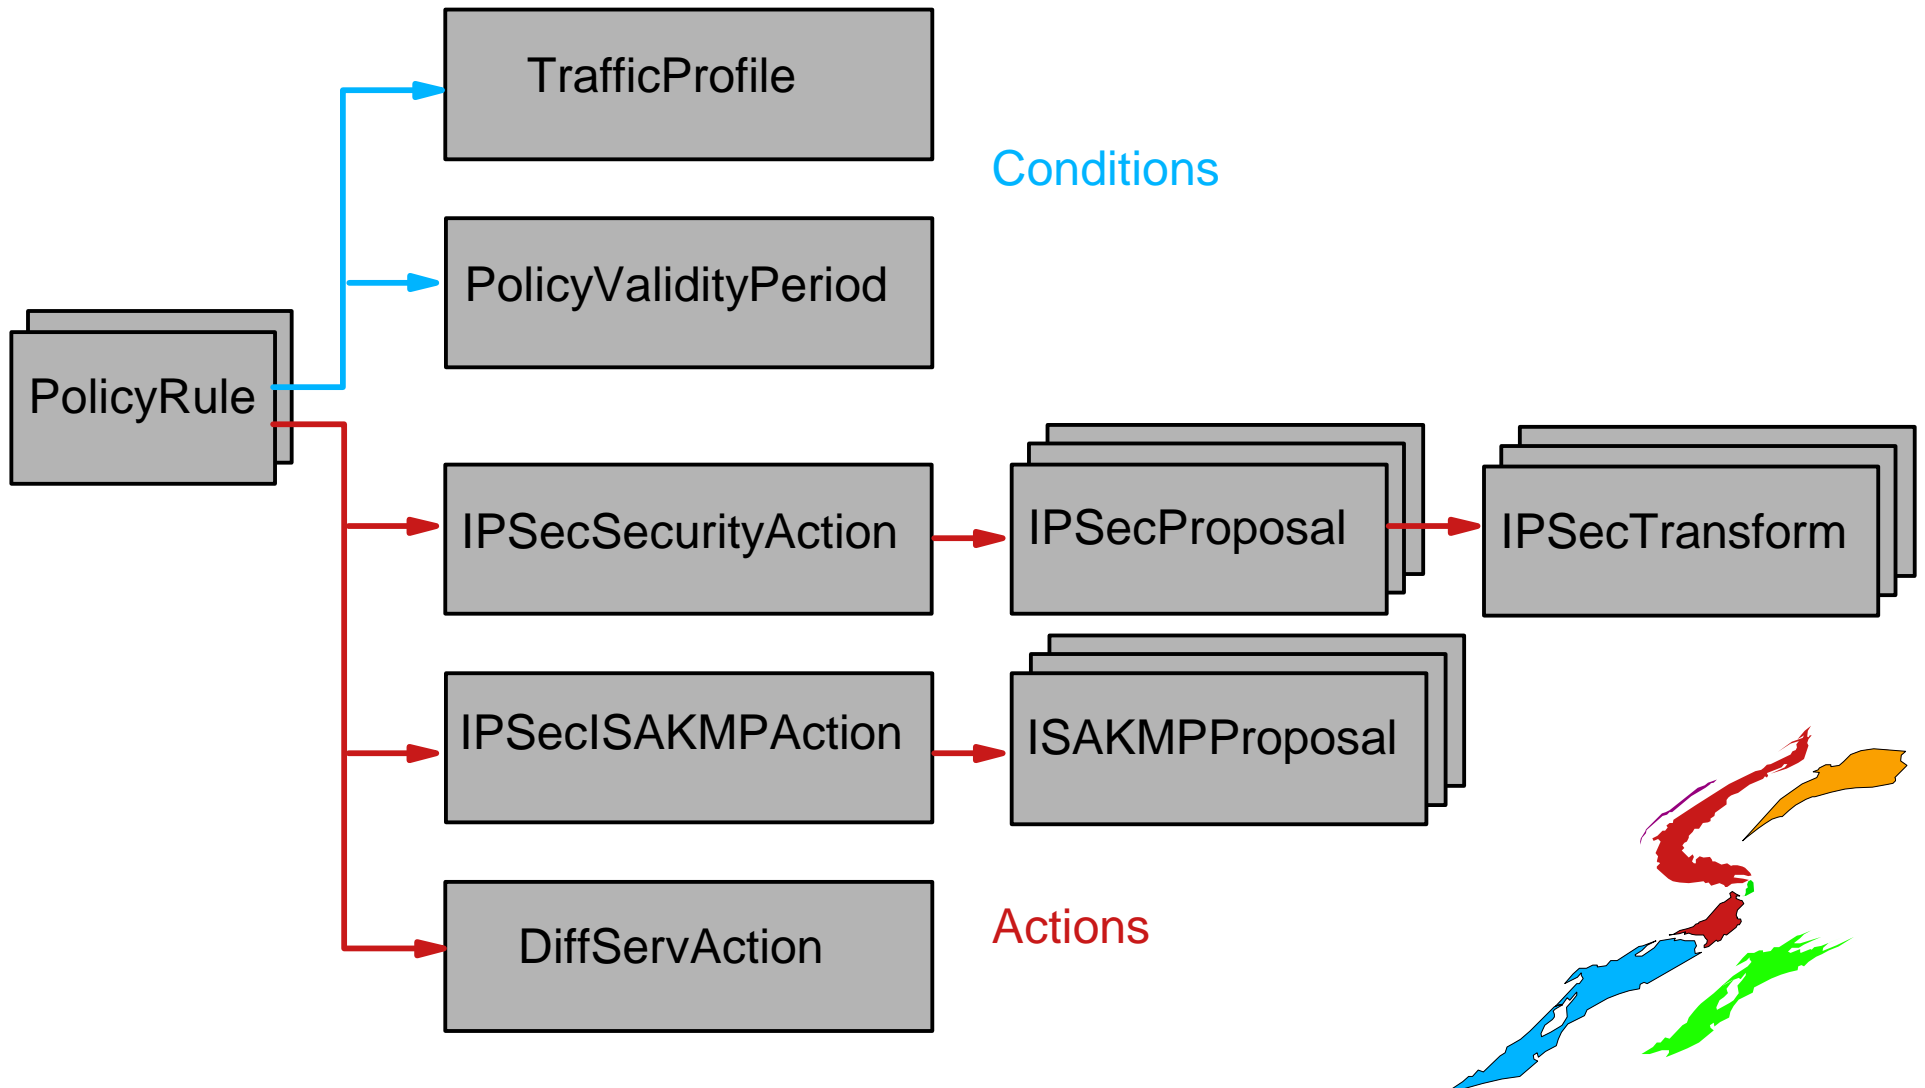 TrafficProfile
Conditions
PolicyValidityPeriod
PolicyRule
IPSecSecurityAction
IPSecProposal
IPSecTransform
IPSecISAKMPAction
ISAKMPProposal
DiffServAction
Actions